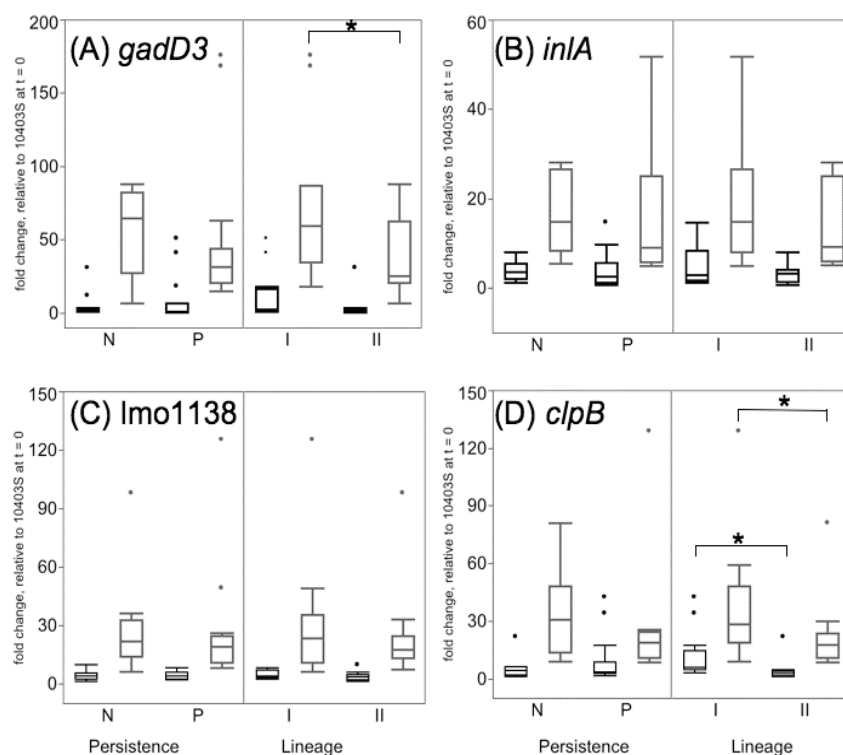 (A) gadD3
fold change, relative to 10403S at t = 0
200
150
100
50
0
N P I II
*
(B) inlA
fold change, relative to 10403S at t = 0
60
40
20
0
N P I II
(C) lmo1138
fold change, relative to 10403S at t = 0
150
120
90
60
30
0
N P I II
Persistence Lineage
(D) clpB
fold change, relative to 10403S at t = 0
150
120
90
60
30
0
*
*
N P I II
Persistence Lineage